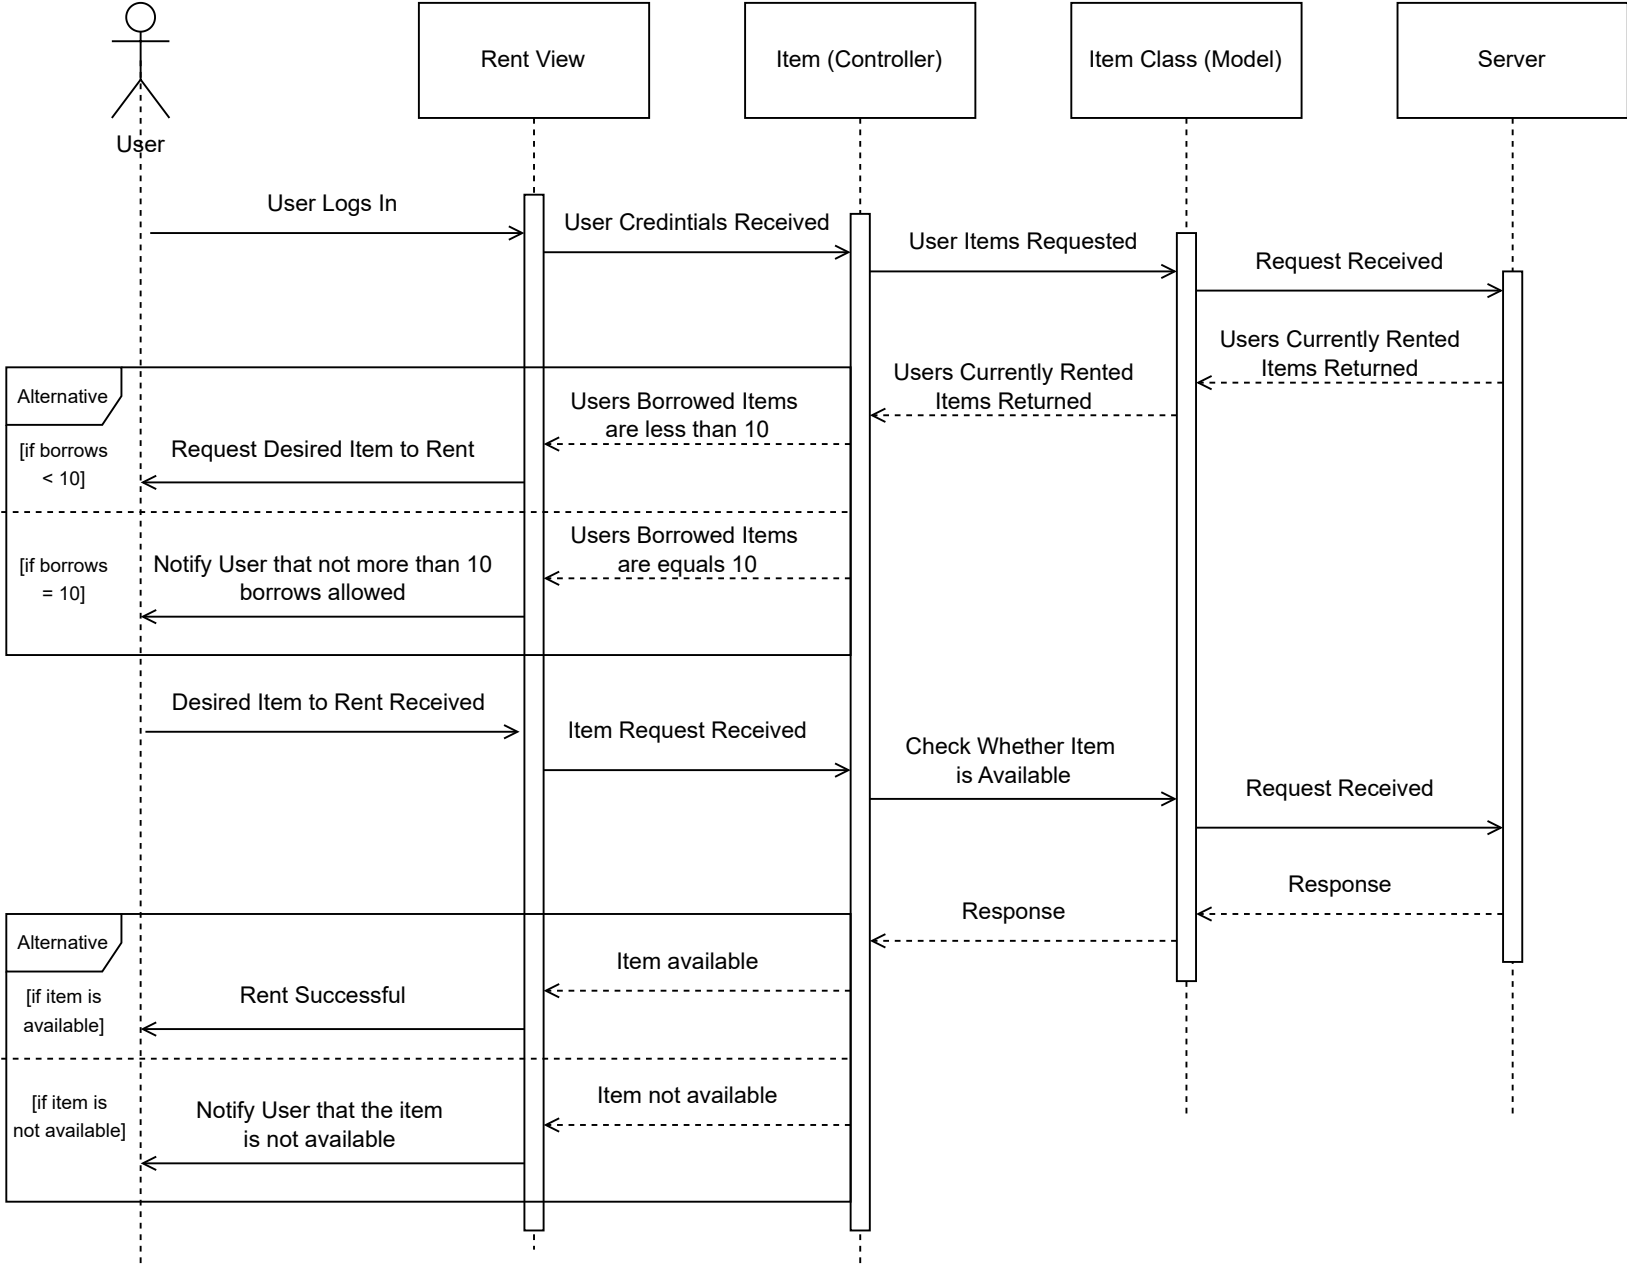 Rent View
Item (Controller)
Item Class (Model)
Server
User
User Logs In
User Credintials Received
User Items Requested
Request Received
Users Currently Rented
Items Returned
Users Currently Rented
Items Returned
Alternative
Users Borrowed Items
are less than 10
[if borrows
< 10]
Request Desired Item to Rent
Users Borrowed Items
are equals 10
[if borrows
= 10]
Notify User that not more than 10
borrows allowed
Desired Item to Rent Received
Item Request Received
Check Whether Item
is Available
Request Received
Response
Response
Alternative
Item available
[if item is
available]
Rent Successful
Item not available
[if item is
not available]
Notify User that the item
is not available